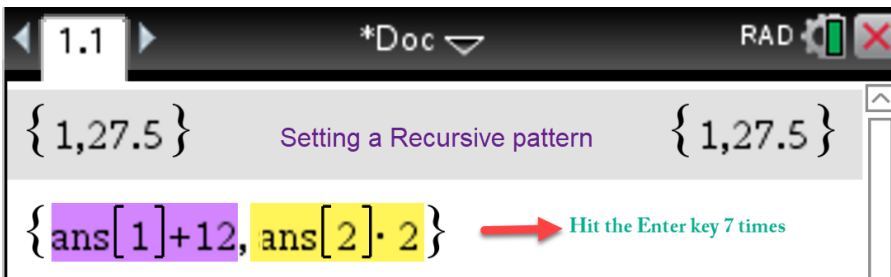 1.1 *Doc RAD
{1,27.5} Setting a Recursive pattern {1,27.5}
{ans[1]+12, ans[2]· 2} Hit the Enter key 7 times